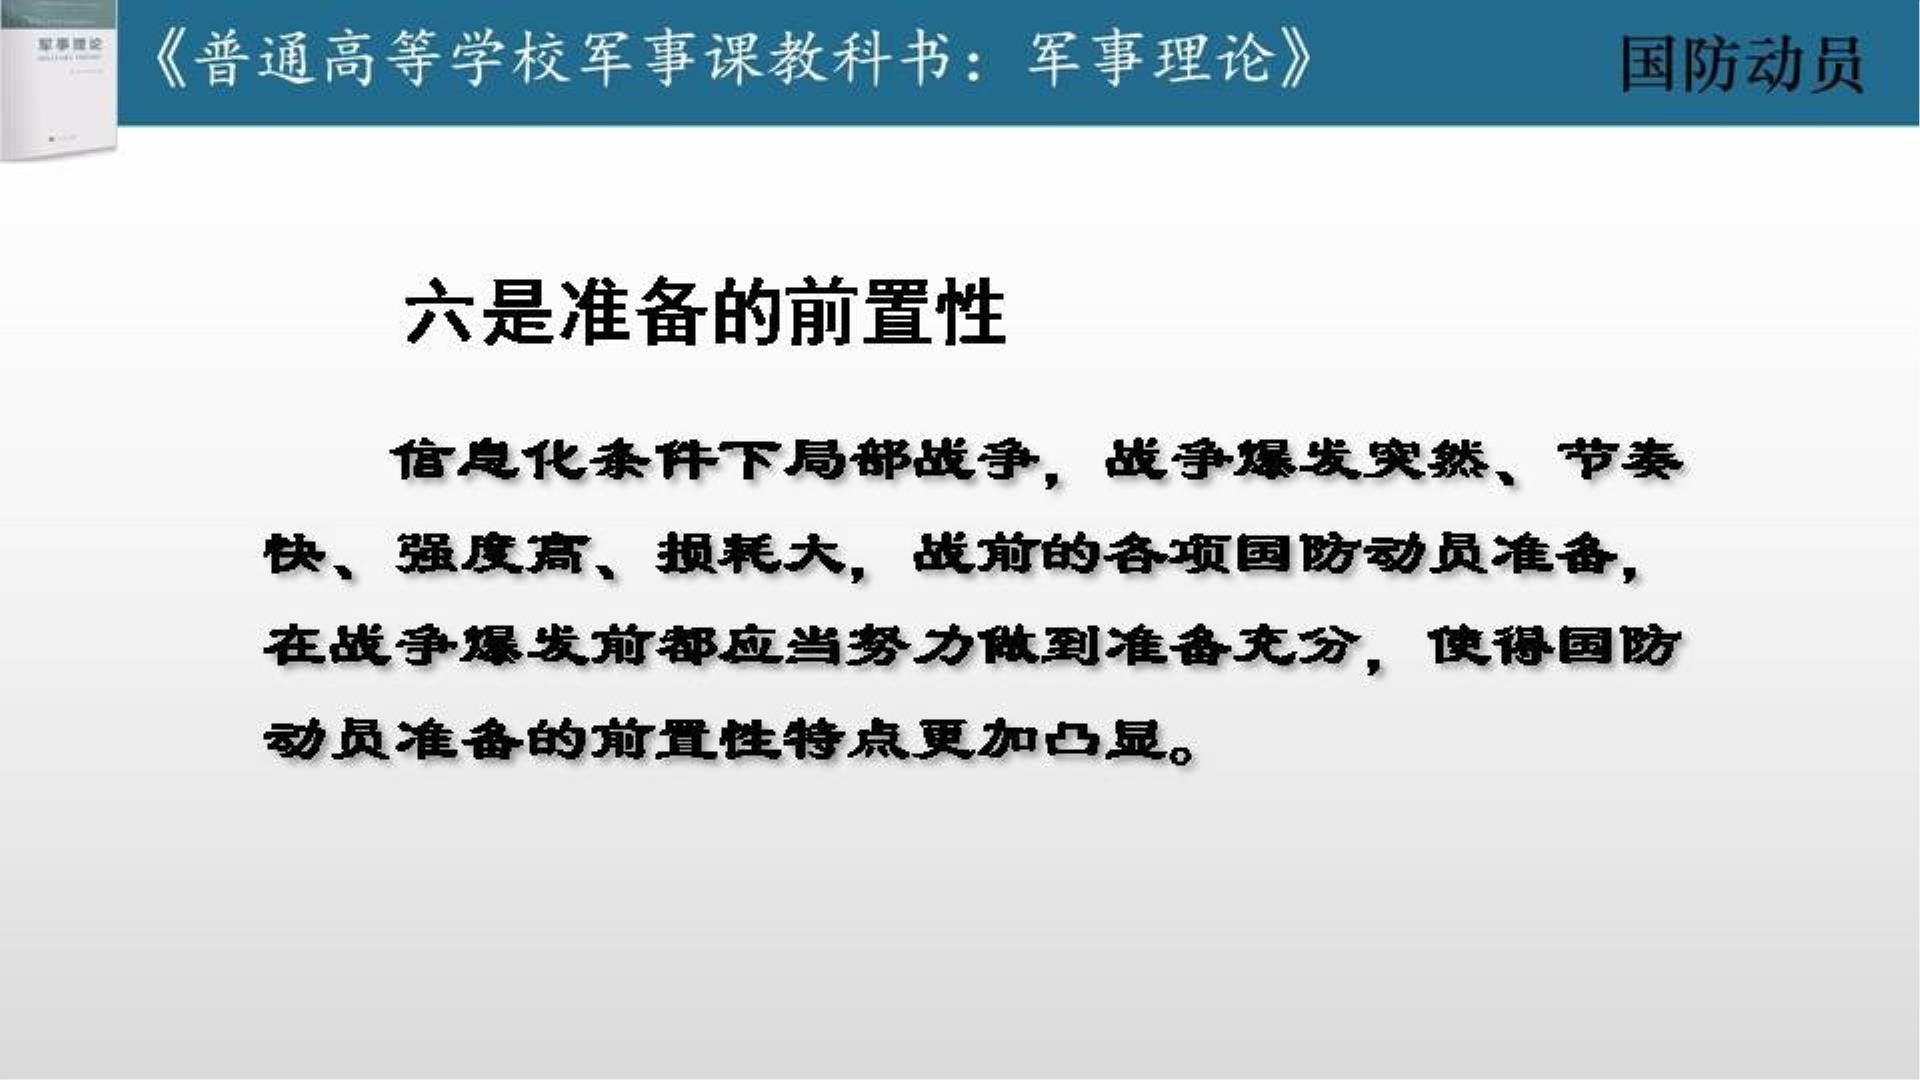 军事理论
《普通高等学校军事课教科书：军事理论》
国防动员
六是准备的前置性
信息化条件下局部战争，战争爆发突然、节奏
快、强度高、损耗大，战前的各项国防动员准备，
在战争爆发前都应当努力做到准备充分，使得国防
动员准备的前置性特点更加凸显。